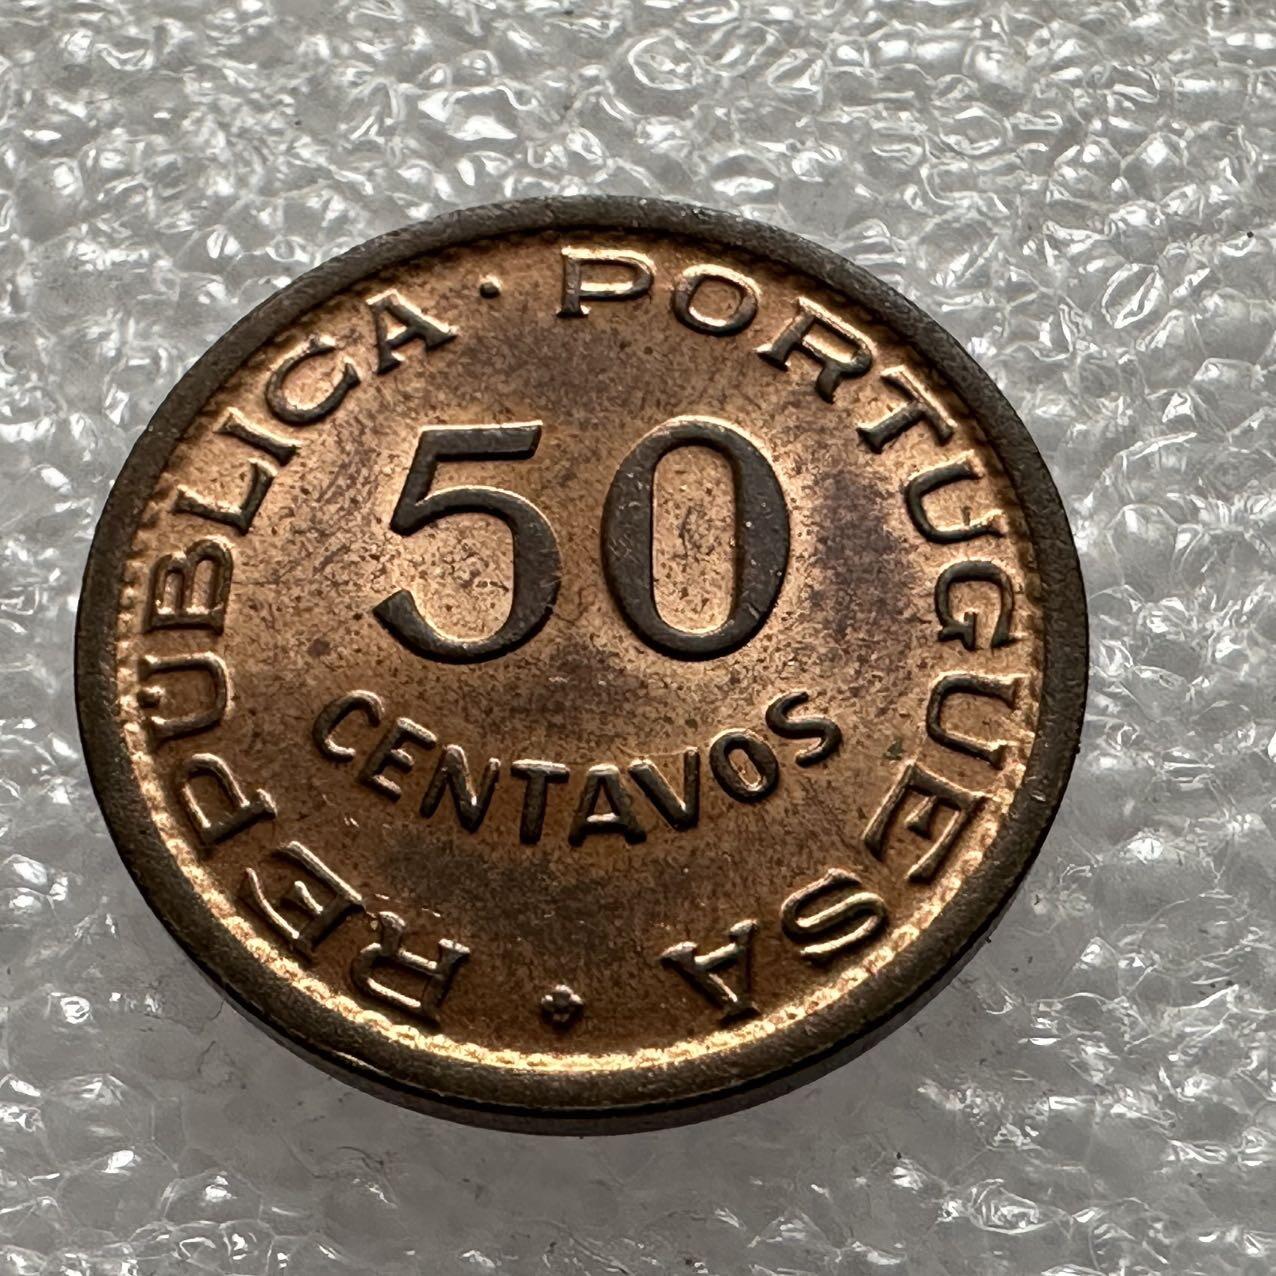 REPÚBLICA · PORTUGUESA
50
CENTAVOS